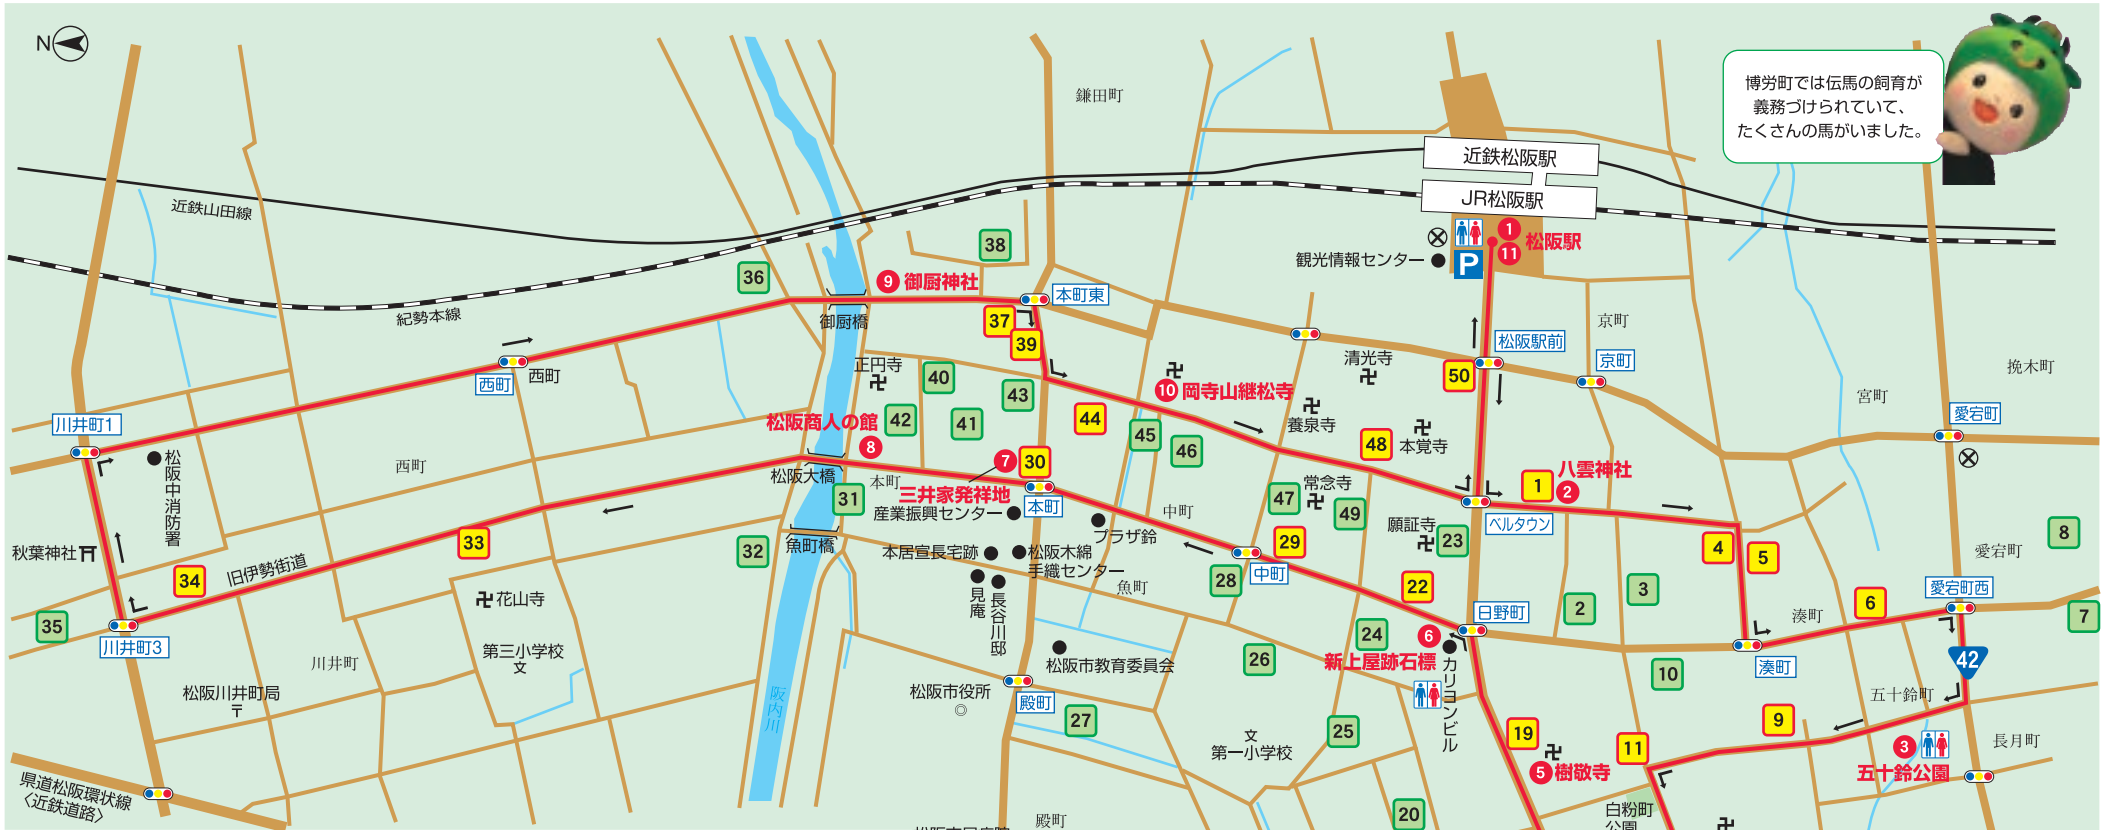 N
博労町では伝馬の飼育が
義務づけられていて、
たくさんの馬がいました。
鎌田町
近鉄松阪駅
JR松阪駅
近鉄山田線
紀勢本線
38
36
1
11
松阪駅
観光情報センター
P
9 御厨神社
本町東
御厨橋
37
39
松阪駅前
京町
京町
50
清光寺
正円寺
西町
西町
40
43
42
41
10 岡寺山継松寺
挽木町
宮町
愛宕町
川井町1
松阪商人の館
8
44
45
46
養泉寺
48
本覚寺
松阪中消防署
西町
松阪大橋
本町
7
30
三井家発祥地
本町
産業振興センター
31
中町
プラザ鈴
常念寺
47
49
願証寺
23
1
八雲神社
2
ベルタウン
4
5
8
愛宕町
秋葉神社
33
旧伊勢街道
34
32
魚町橋
本居宣長宅跡
松阪木綿
手織センター
魚町
見庵
長谷川邸
28
29
中町
22
日野町
2
3
湊町
6
愛宕町西
7
35
川井町3
花山寺
第三小学校
文
川井町
松阪川井町局
〒
阪内川
松阪市役所
◎
殿町
松阪市教育委員会
27
26
24
6
新上屋跡石標
カリヨンビル
10
湊町
42
五十鈴町
9
11
長月町
3
五十鈴公園
25
文
第一小学校
19
5 樹敬寺
20
白粉町
公園
県道松阪環状線
〈近鉄道路〉
殿町